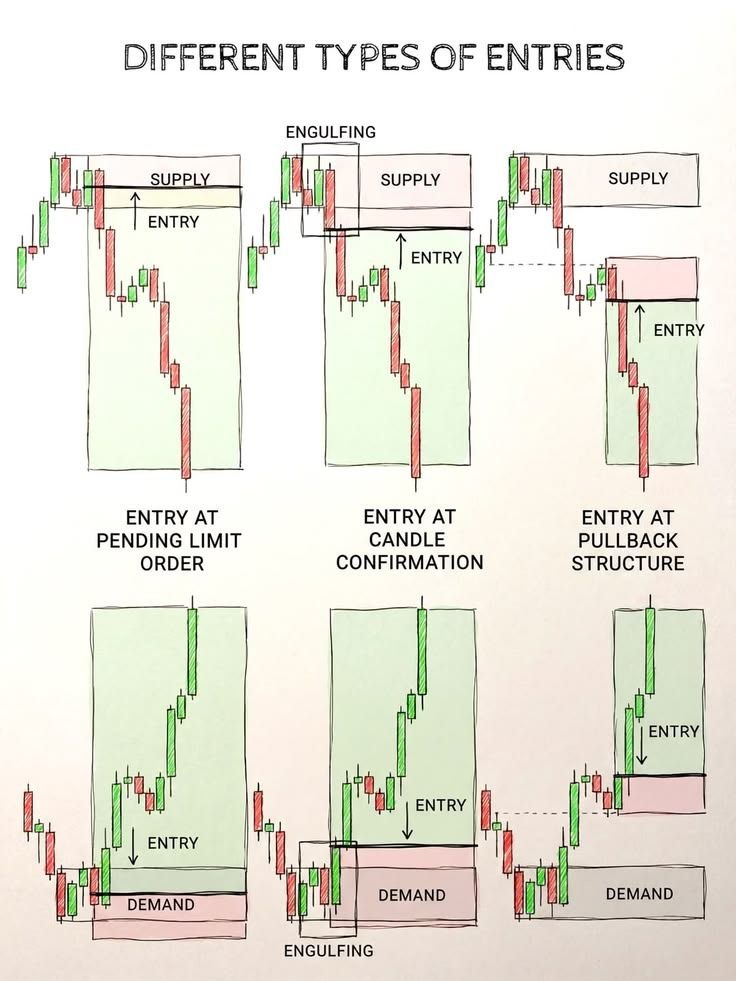 DIFFERENT TYPES OF ENTRIES
ENGULFING
SUPPLY
ENTRY
SUPPLY
ENTRY
SUPPLY
ENTRY
ENTRY AT
PENDING LIMIT
ORDER
ENTRY AT
CANDLE
CONFIRMATION
ENTRY AT
PULLBACK
STRUCTURE
ENTRY
DEMAND
ENTRY
DEMAND
ENGULFING
ENTRY
DEMAND